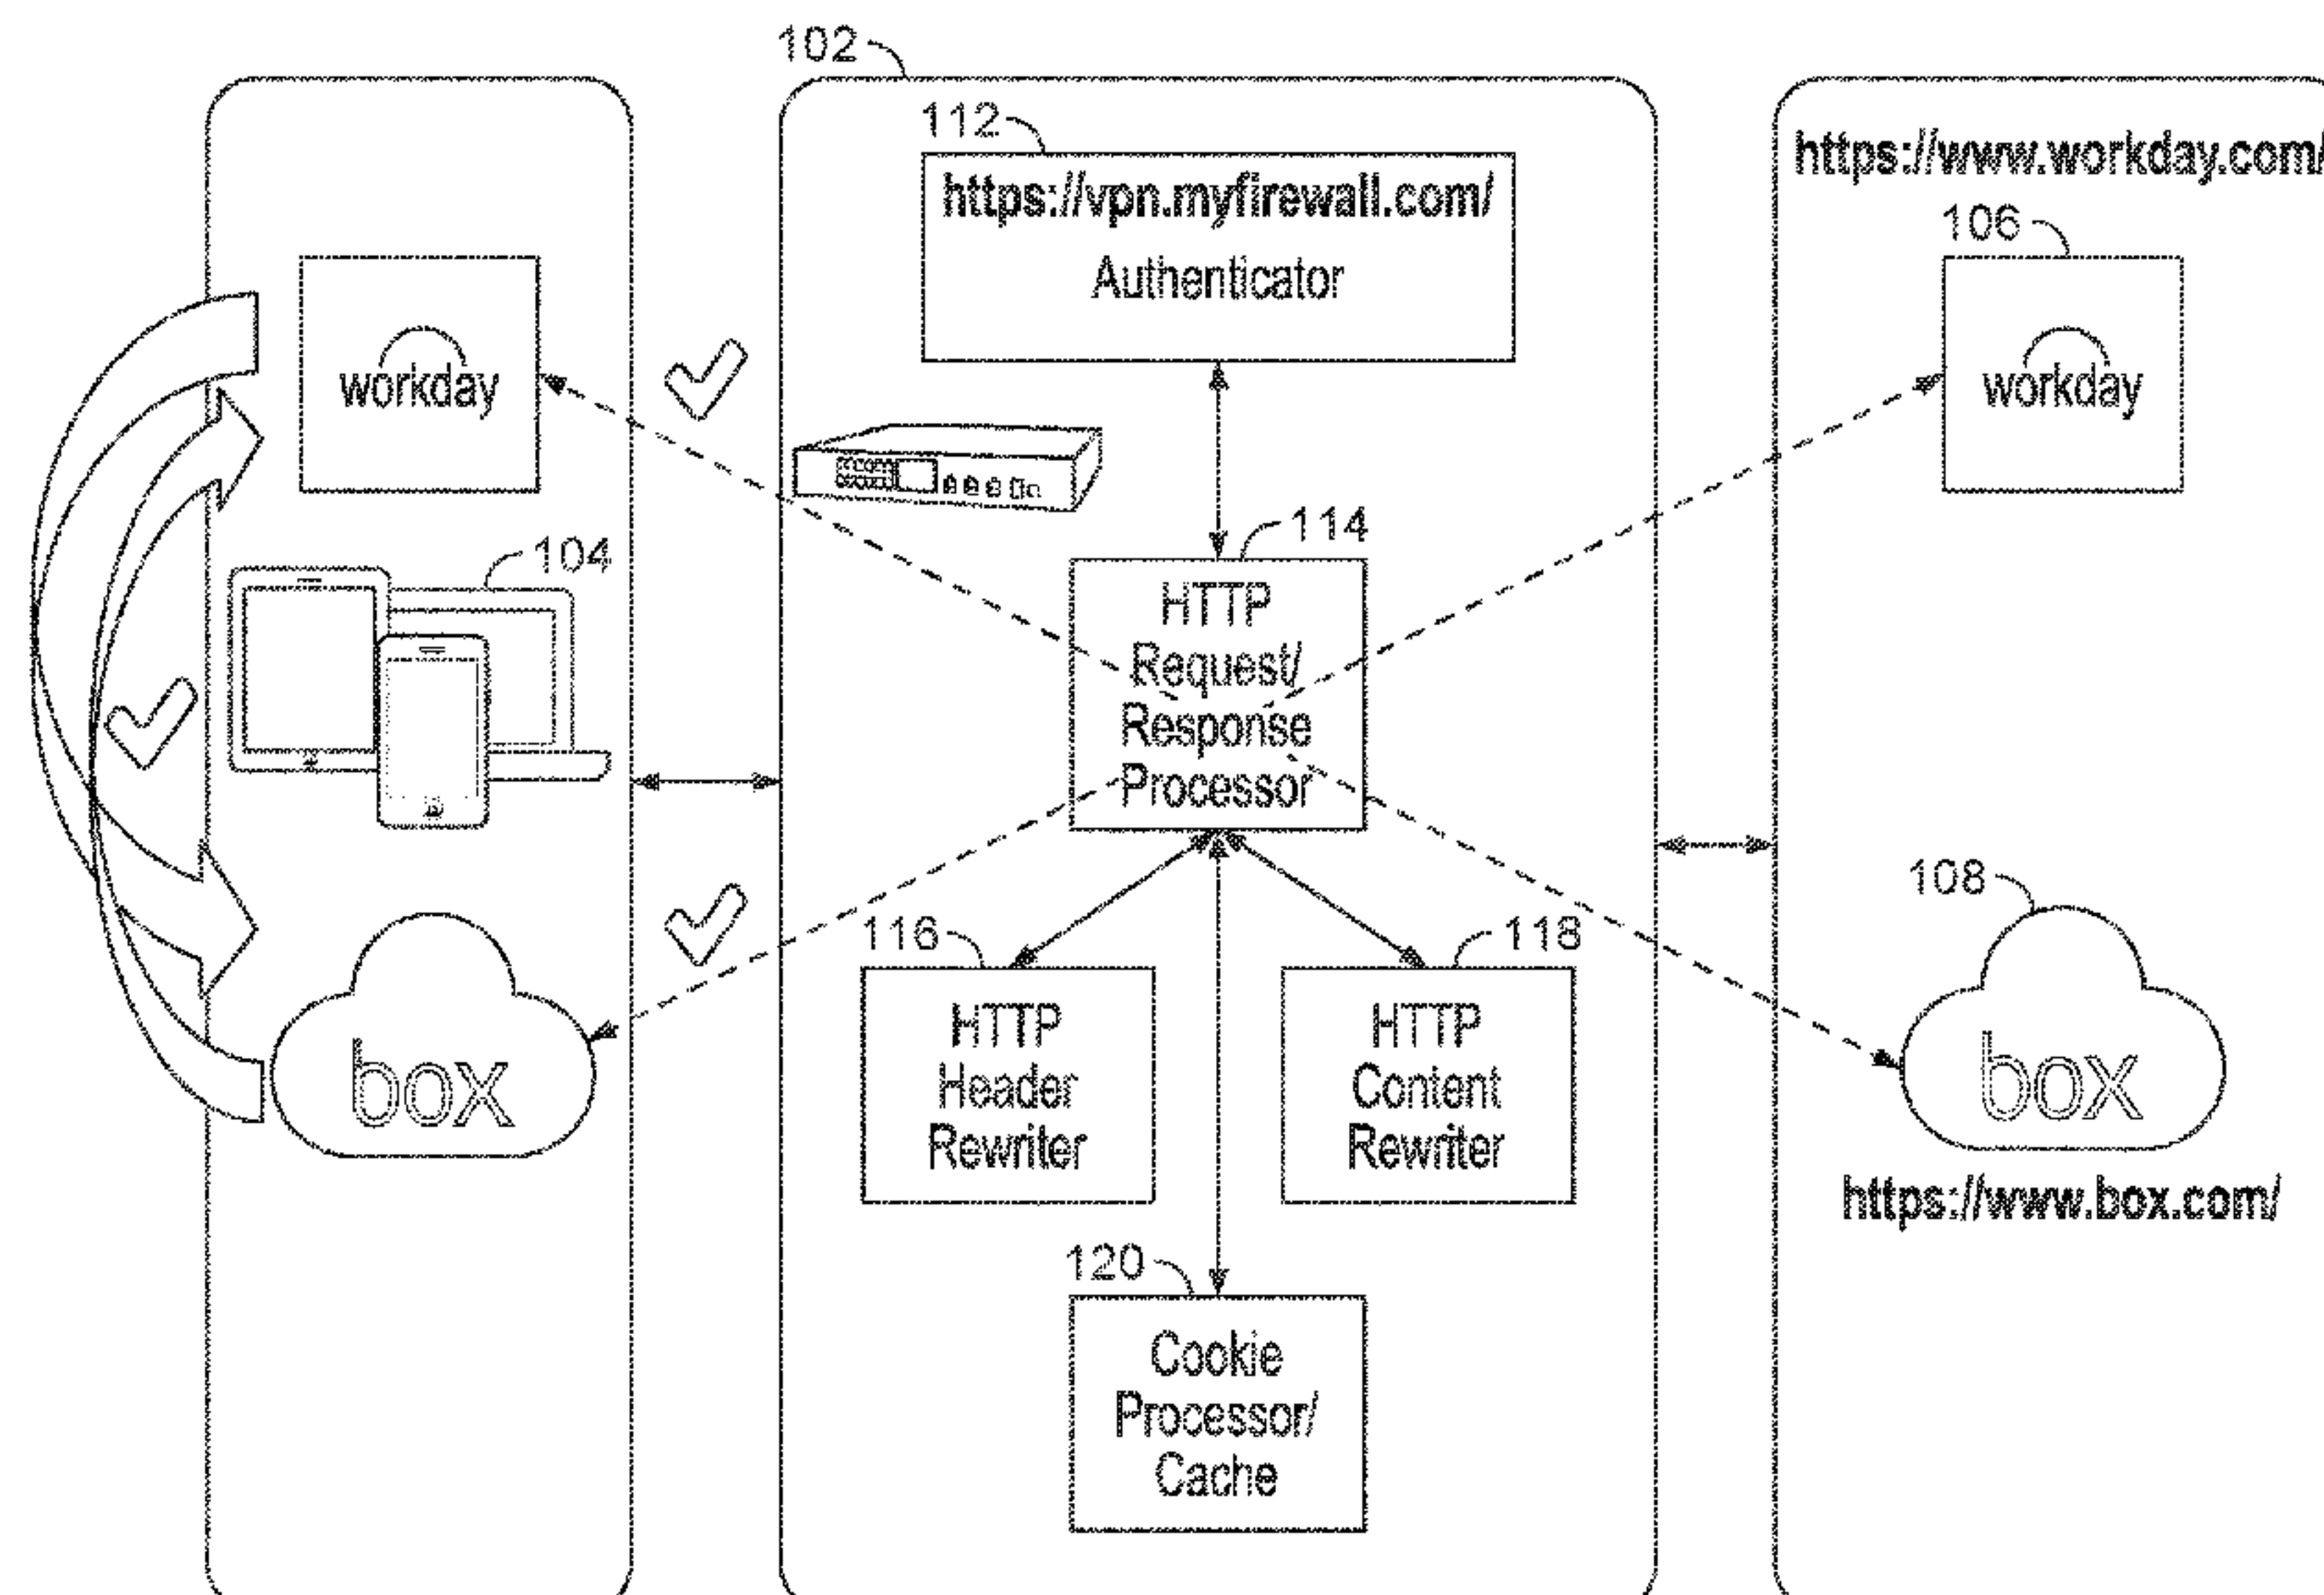 102
112
https://vpn.myfirewall.com/
Authenticator
workday
104
114
HTTP
Request/
Response
Processor
116
HTTP
Header
Rewriter
118
HTTP
Content
Rewriter
120
Cookie
Processor/
Cache
box
https://www.workday.com/
106
workday
108
box
https://www.box.com/